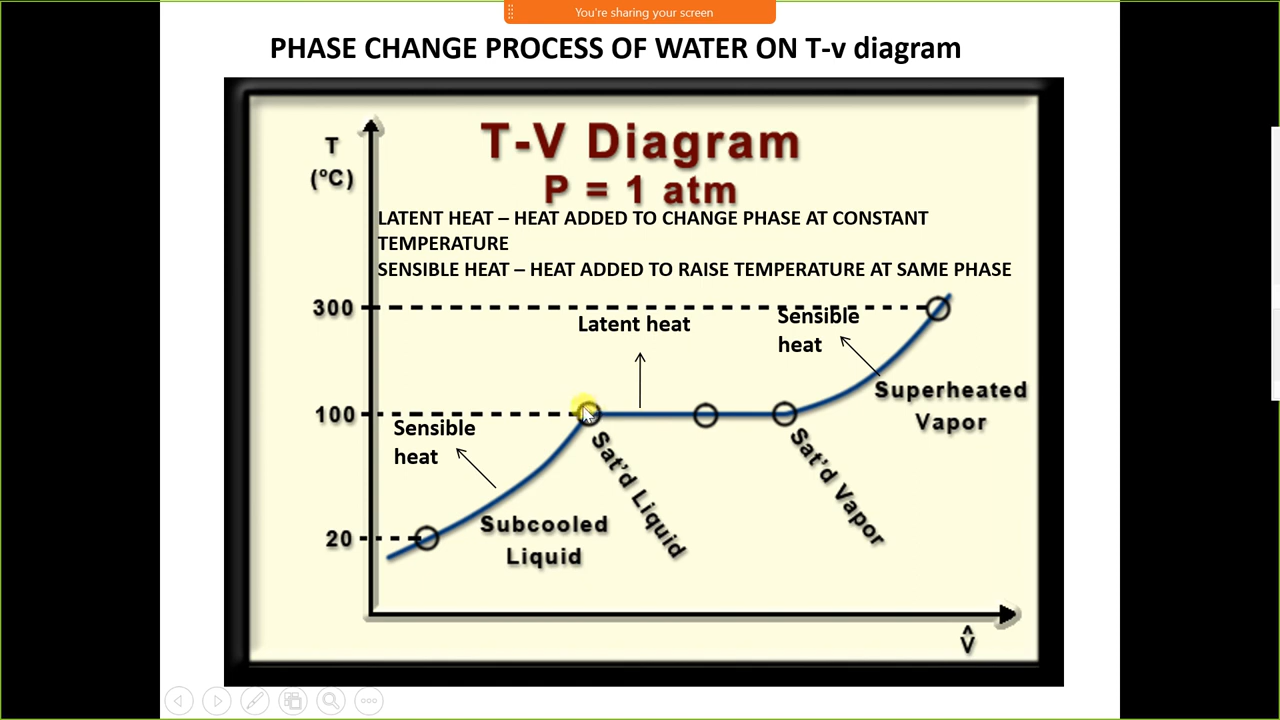 You're sharing your screen
PHASE CHANGE PROCESS OF WATER ON T-v diagram
T-V Diagram
P = 1 atm
T
(°C)
LATENT HEAT – HEAT ADDED TO CHANGE PHASE AT CONSTANT
TEMPERATURE
SENSIBLE HEAT – HEAT ADDED TO RAISE TEMPERATURE AT SAME PHASE
300
Latent heat
Sensible
heat
Superheated
Vapor
100
Sensible
heat
Sat'd Liquid
Sat'd Vapor
20
Subcooled
Liquid
V̂